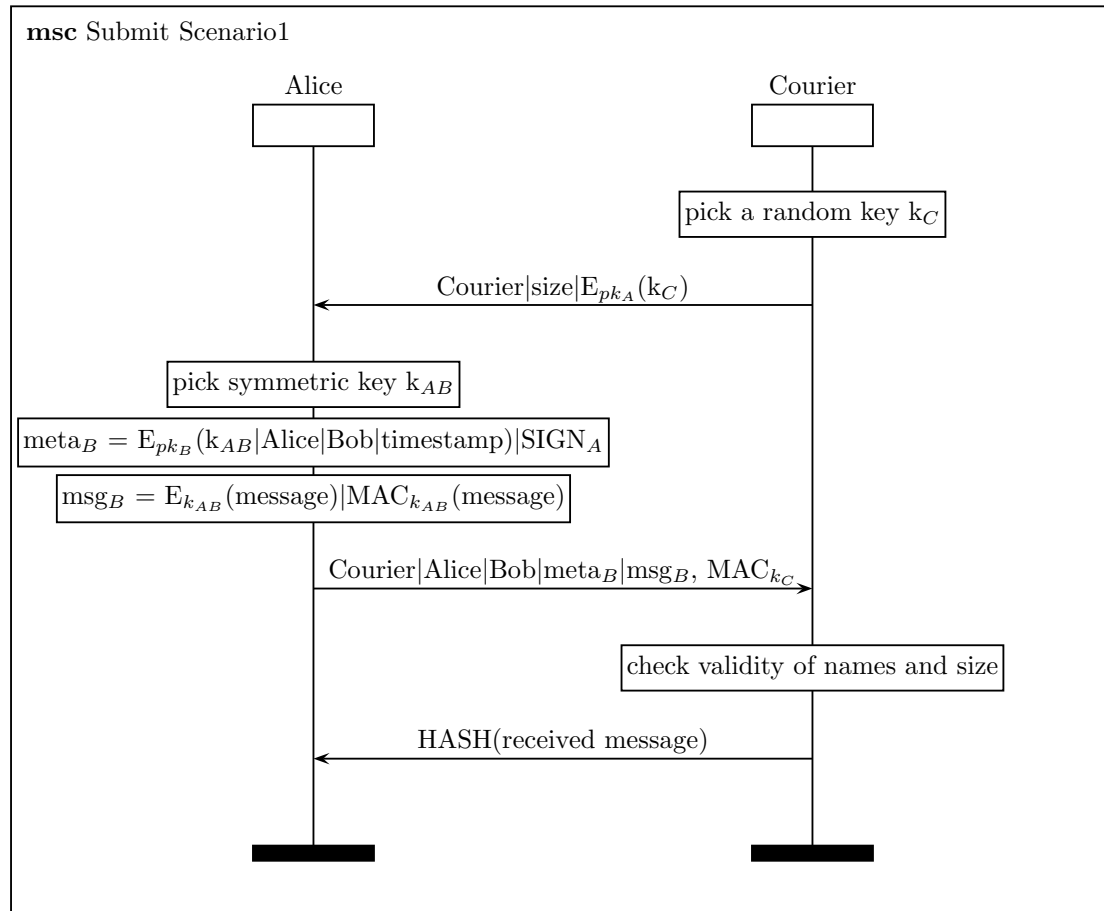 msc Submit Scenario1
Alice
Courier
pick a random key k_C
Courier|size|E_{pk_A}(k_C)
pick symmetric key k_{AB}
meta_B = E_{pk_B}(k_{AB}|Alice|Bob|timestamp)|SIGN_A
msg_B = E_{k_{AB}}(message)|MAC_{k_{AB}}(message)
Courier|Alice|Bob|meta_B|msg_B, MAC_{k_C}
check validity of names and size
HASH(received message)